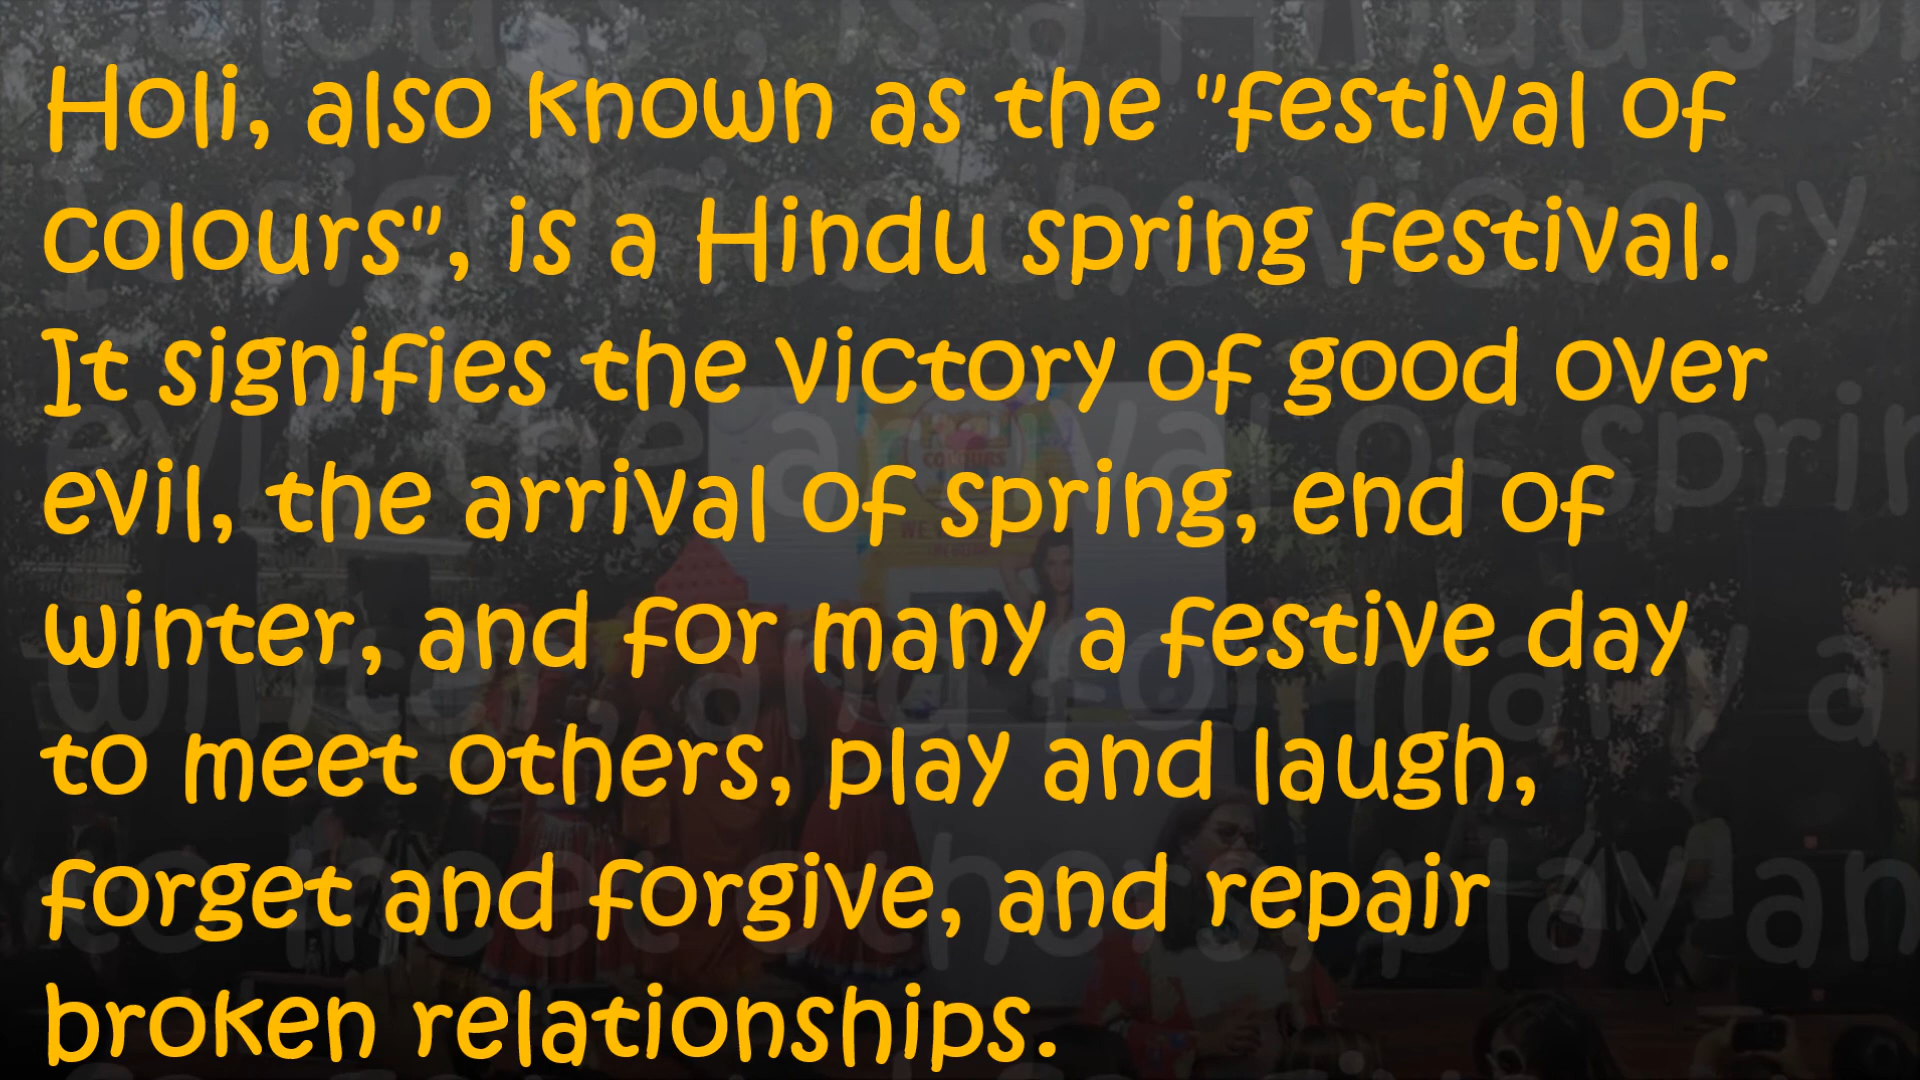 Holi, also known as the "festival of
colours", is a Hindu spring festival.
It signifies the victory of good over
evil, the arrival of spring, end of
winter, and for many a festive day
to meet others, play and laugh,
forget and forgive, and repair
broken relationships.